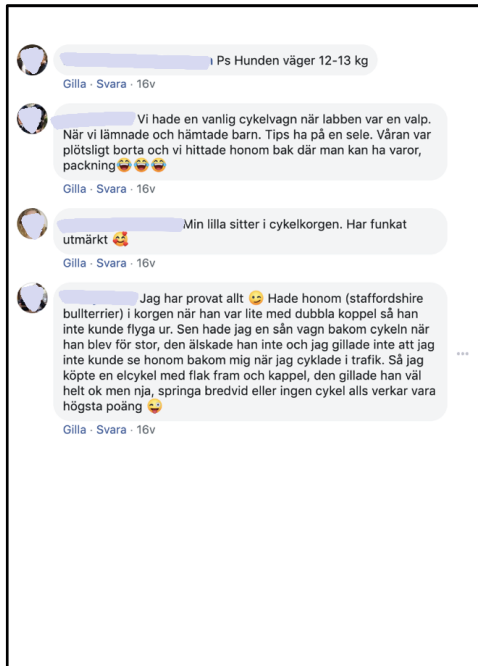 Ps Hunden väger 12-13 kg
Gilla · Svara · 16v
Vi hade en vanlig cykelvagn när labben var en valp.
När vi lämnade och hämtade barn. Tips ha på en sele. Våran var
plötsligt borta och vi hittade honom bak där man kan ha varor,
packning😂😂😂
Gilla · Svara · 16v
Min lilla sitter i cykelkorgen. Har funkat
utmärkt 🥰
Gilla · Svara · 16v
Jag har provat allt 😉 Hade honom (staffordshire
bullterrier) i korgen när han var lite med dubbla koppel så han
inte kunde flyga ur. Sen hade jag en sån vagn bakom cykeln när
han blev för stor, den älskade han inte och jag gillade inte att jag
inte kunde se honom bakom mig när jag cyklade i trafik. Så jag
köpte en elcykel med flak fram och kappel, den gillade han väl
helt ok men nja, springa bredvid eller ingen cykel alls verkar vara
högsta poäng 😜
Gilla · Svara · 16v